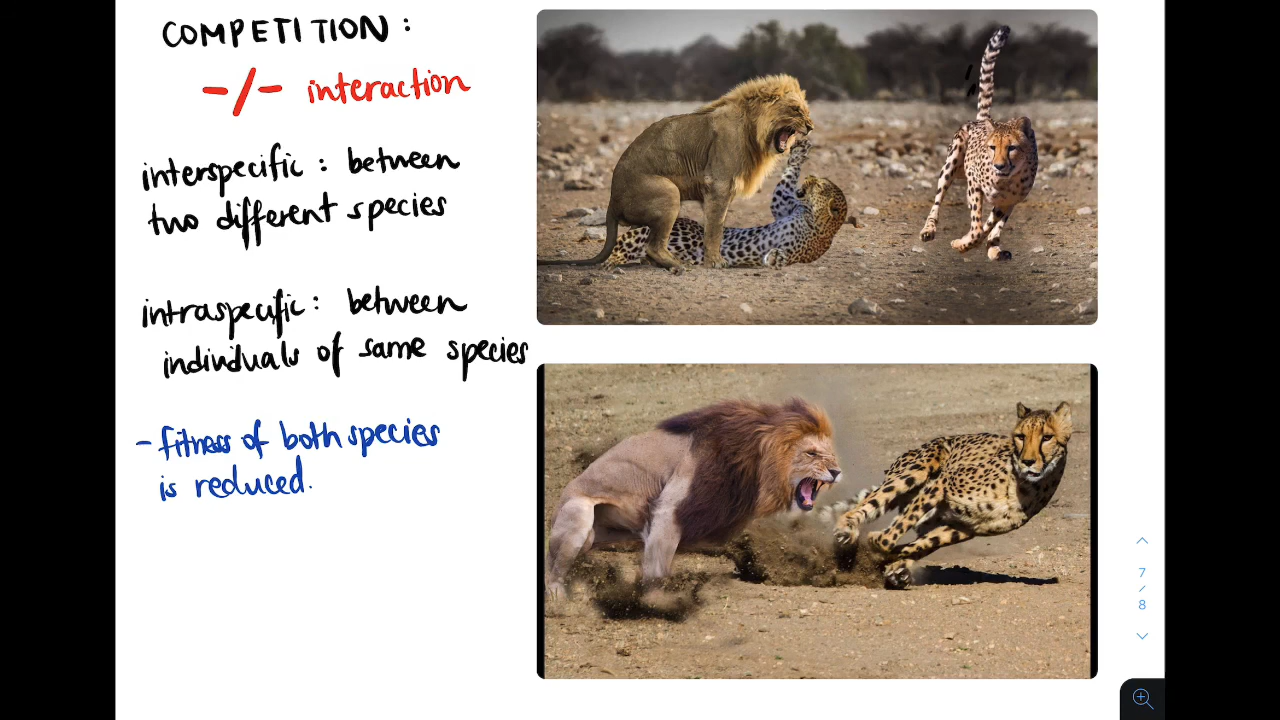 COMPETITION :
-/- interaction
interspecific : between
two different species
intraspecific : between
individuals of same species
- fitness of both species
is reduced.
7
/
8